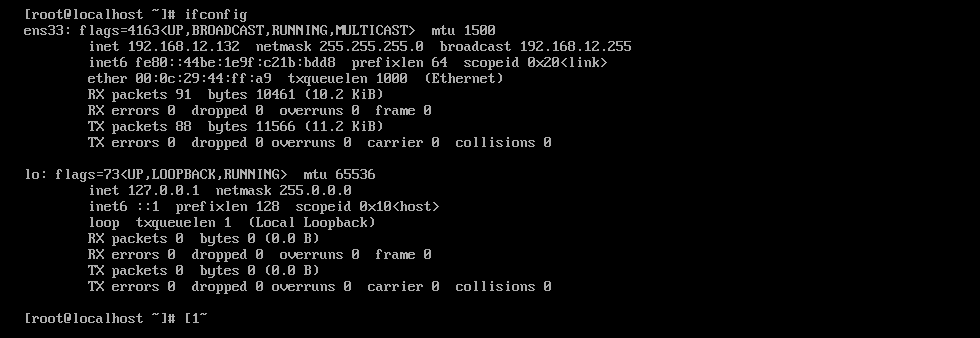 [root@localhost ~]# ifconfig
ens33: flags=4163<UP,BROADCAST,RUNNING,MULTICAST>  mtu 1500
        inet 192.168.12.132  netmask 255.255.255.0  broadcast 192.168.12.255
        inet6 fe80::44be:1e9f:c21b:bdd8  prefixlen 64  scopeid 0x20<link>
        ether 00:0c:29:44:ff:a9  txqueuelen 1000  (Ethernet)
        RX packets 91  bytes 10461 (10.2 KiB)
        RX errors 0  dropped 0  overruns 0  frame 0
        TX packets 88  bytes 11566 (11.2 KiB)
        TX errors 0  dropped 0 overruns 0  carrier 0  collisions 0

lo: flags=73<UP,LOOPBACK,RUNNING>  mtu 65536
        inet 127.0.0.1  netmask 255.0.0.0
        inet6 ::1  prefixlen 128  scopeid 0x10<host>
        loop  txqueuelen 1  (Local Loopback)
        RX packets 0  bytes 0 (0.0 B)
        RX errors 0  dropped 0  overruns 0  frame 0
        TX packets 0  bytes 0 (0.0 B)
        TX errors 0  dropped 0 overruns 0  carrier 0  collisions 0

[root@localhost ~]# [1~